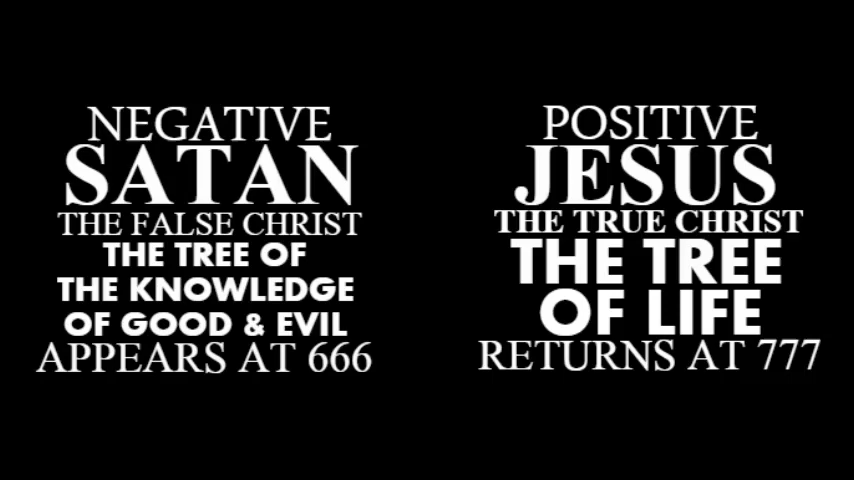 NEGATIVE
SATAN
THE FALSE CHRIST
THE TREE OF
THE KNOWLEDGE
OF GOOD & EVIL
APPEARS AT 666
POSITIVE
JESUS
THE TRUE CHRIST
THE TREE
OF LIFE
RETURNS AT 777